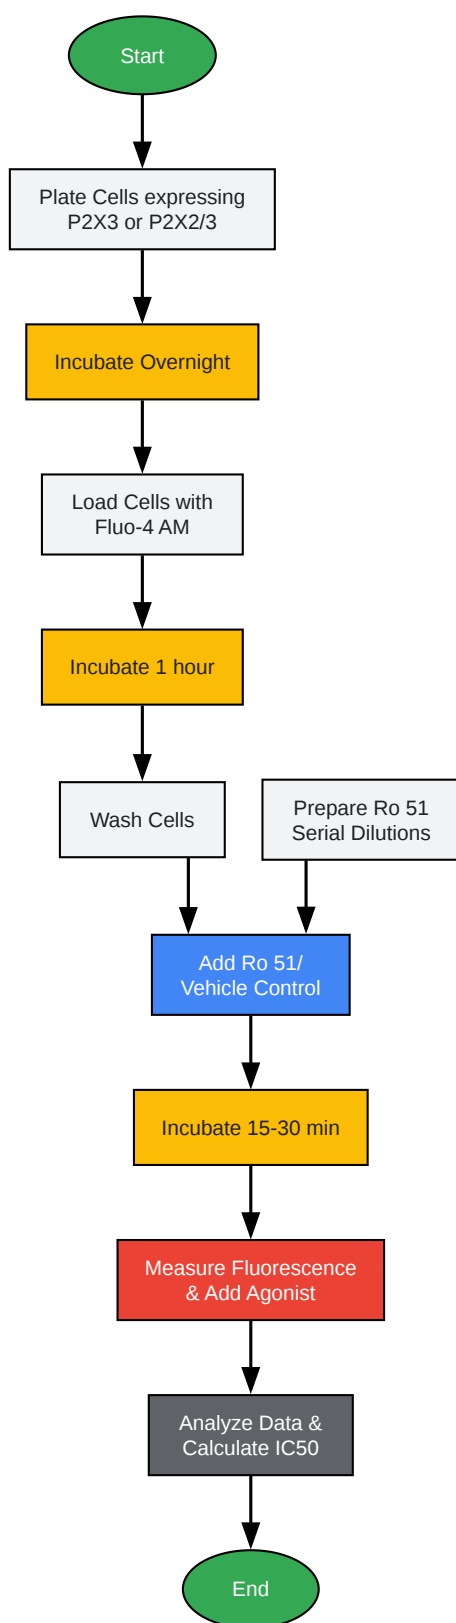 Start
Plate Cells expressing
P2X3 or P2X2/3
Incubate Overnight
Load Cells with
Fluo-4 AM
Incubate 1 hour
Wash Cells
Prepare Ro 51
Serial Dilutions
Add Ro 51/
Vehicle Control
Incubate 15-30 min
Measure Fluorescence
& Add Agonist
Analyze Data &
Calculate IC50
End